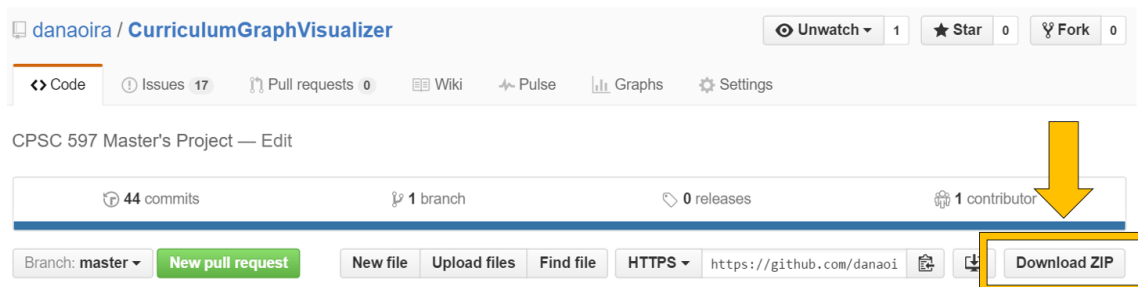 danaoira / CurriculumGraphVisualizer Unwatch 1 Star 0 Fork 0
Code Issues 17 Pull requests 0 Wiki Pulse Graphs Settings
CPSC 597 Master's Project — Edit
44 commits 1 branch 0 releases 1 contributor
Branch: master New pull request New file Upload files Find file HTTPS https://github.com/danaoi Download ZIP